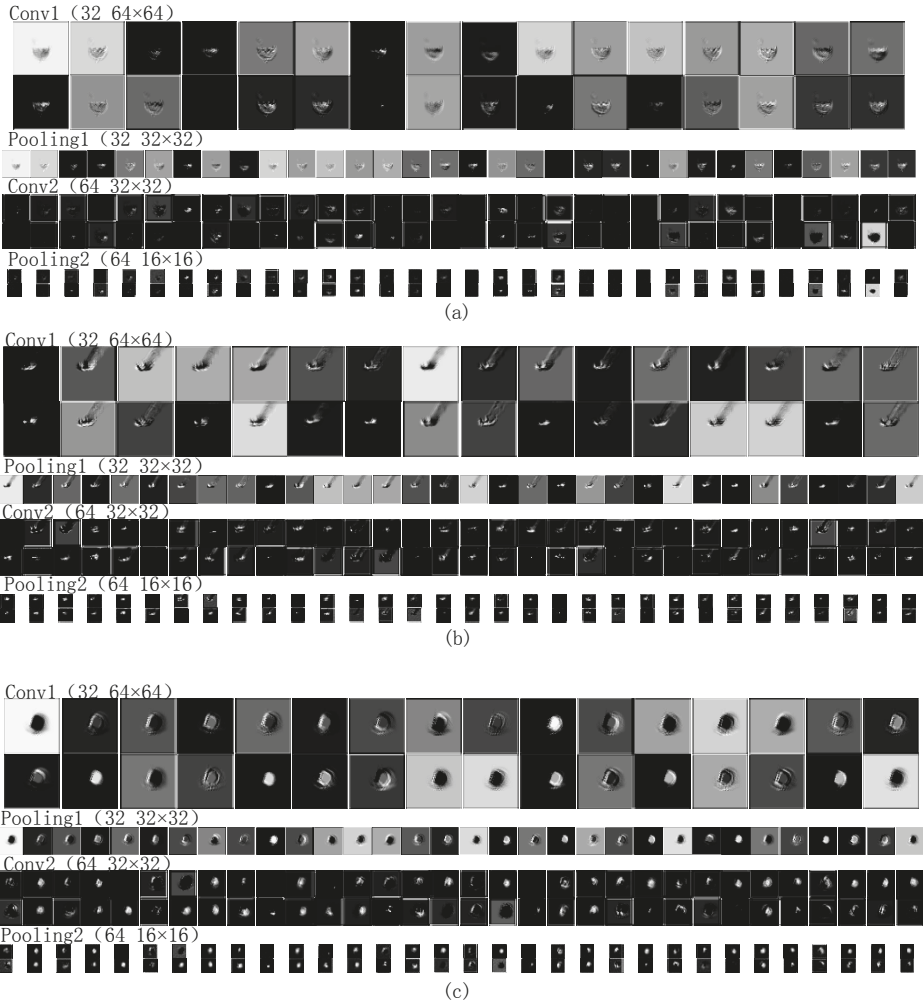 Conv1 (32 64×64)
Pooling1 (32 32×32)
Conv2 (64 32×32)
Pooling2 (64 16×16)
(a)
Conv1 (32 64×64)
Pooling1 (32 32×32)
Conv2 (64 32×32)
Pooling2 (64 16×16)
(b)
Conv1 (32 64×64)
Pooling1 (32 32×32)
Conv2 (64 32×32)
Pooling2 (64 16×16)
(c)